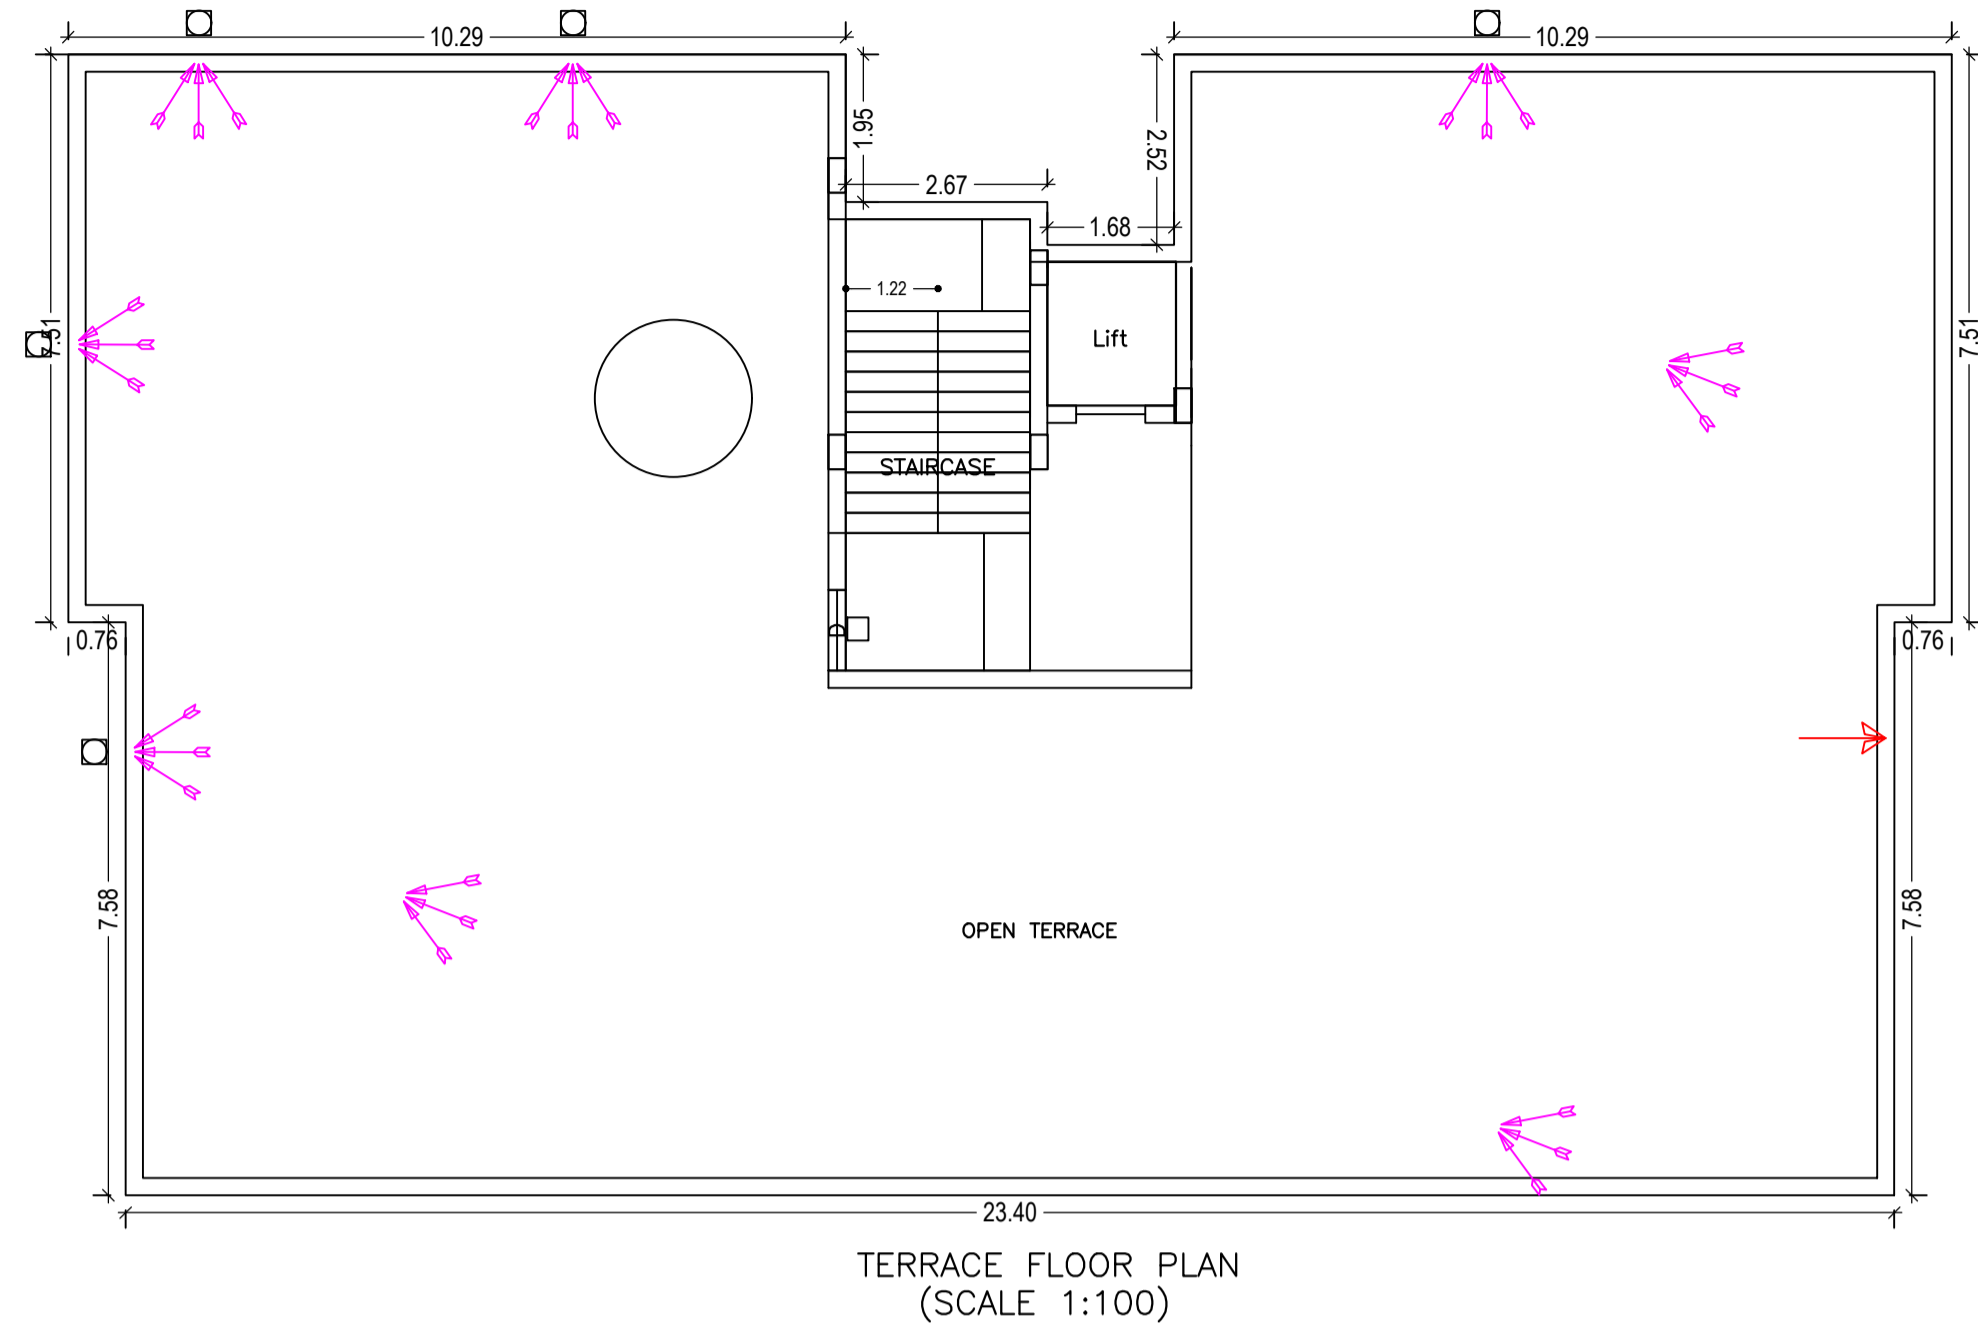 10.29
10.29
1.95
2.52
2.67
1.68
1.22
7.51
Lift
7.51
STAIRCASE
0.76
0.76
D
7.58
7.58
OPEN TERRACE
23.40
TERRACE FLOOR PLAN
(SCALE 1:100)